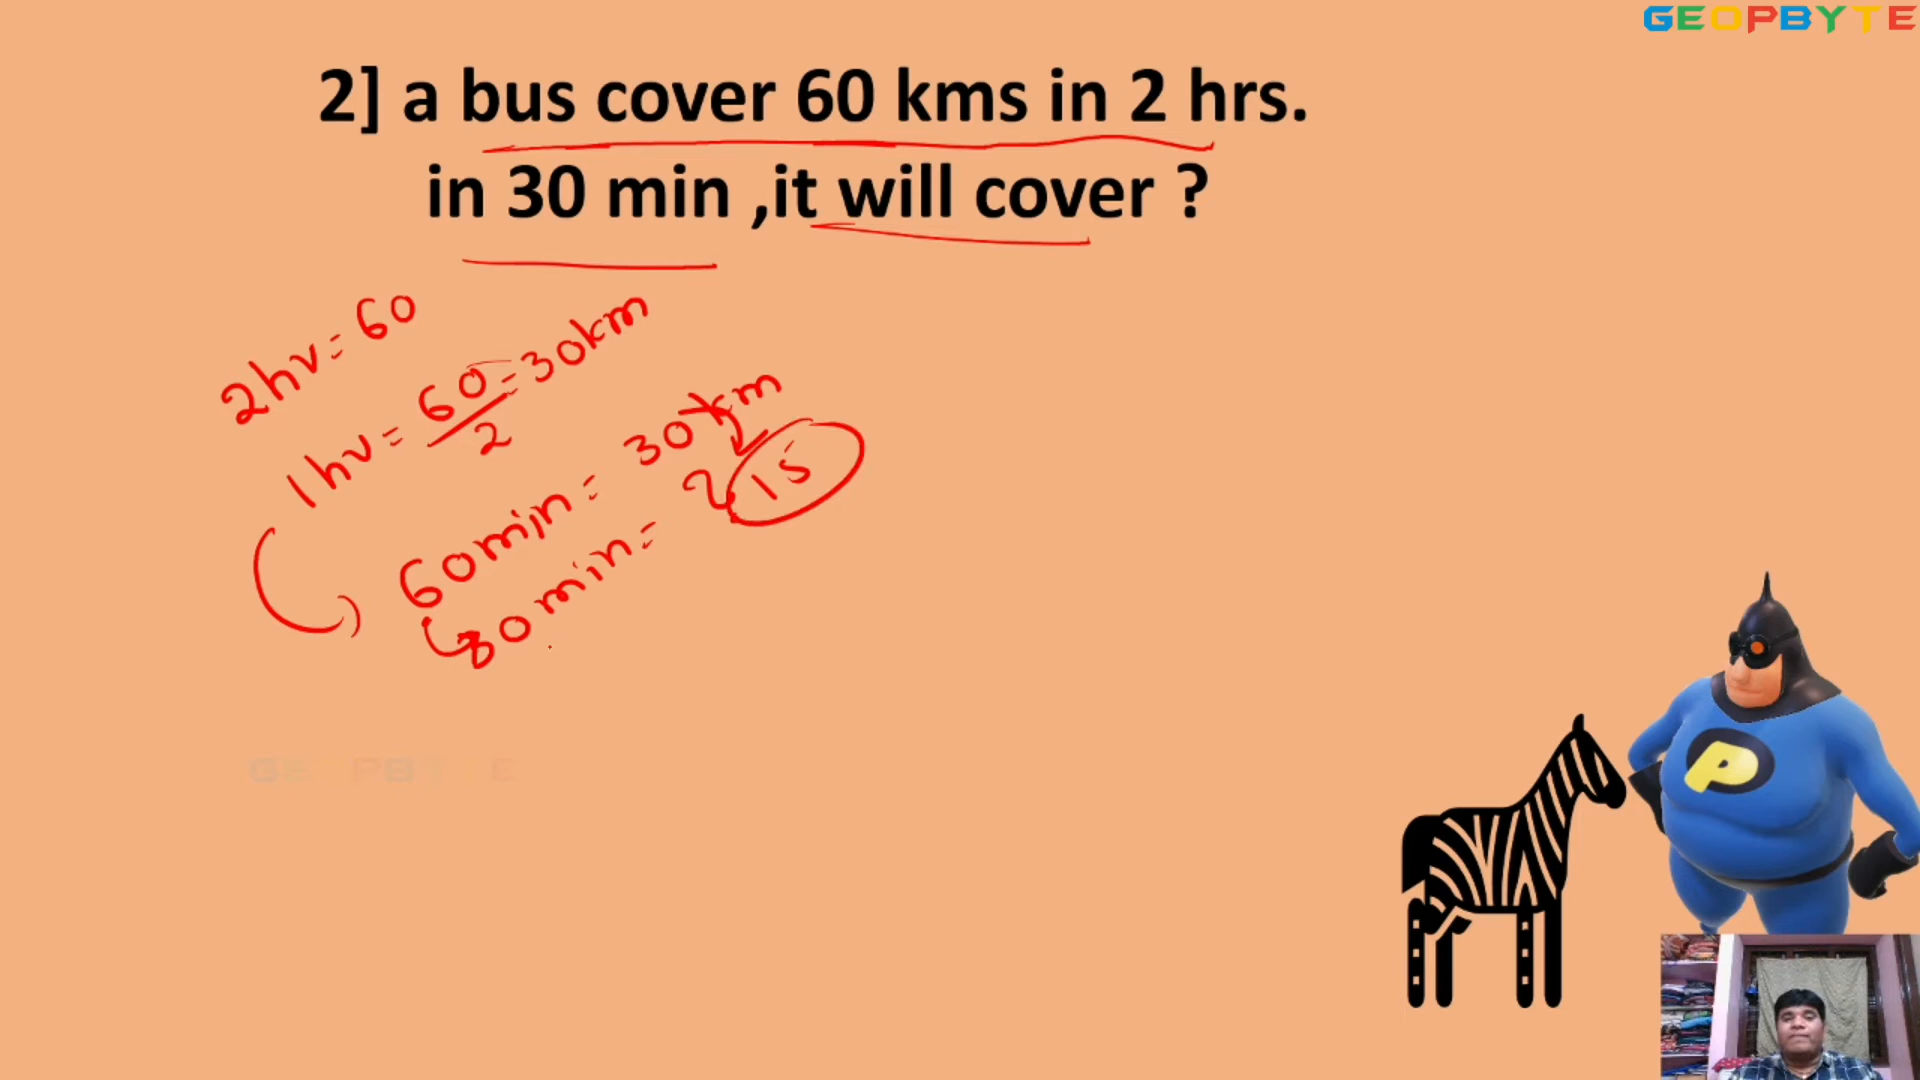 GEOPBYTE
2] a bus cover 60 kms in 2 hrs.
in 30 min ,it will cover ?
2hr = 60
1hr = 60/2 = 30km
60min = 30km
30min = ? 15
GEOPBYTE
P